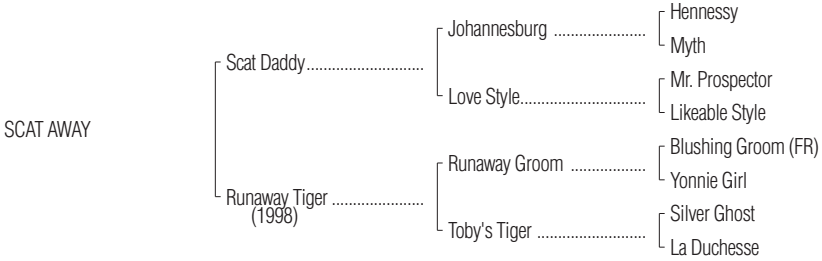 Hennessy
Johannesburg ....................
Myth
Scat Daddy..........................
Mr. Prospector
Love Style...........................
Likeable Style
SCAT AWAY
Blushing Groom (FR)
Runaway Groom ................
Yonnie Girl
Runaway Tiger ....................
(1998)
Silver Ghost
Toby's Tiger .......................
La Duchesse